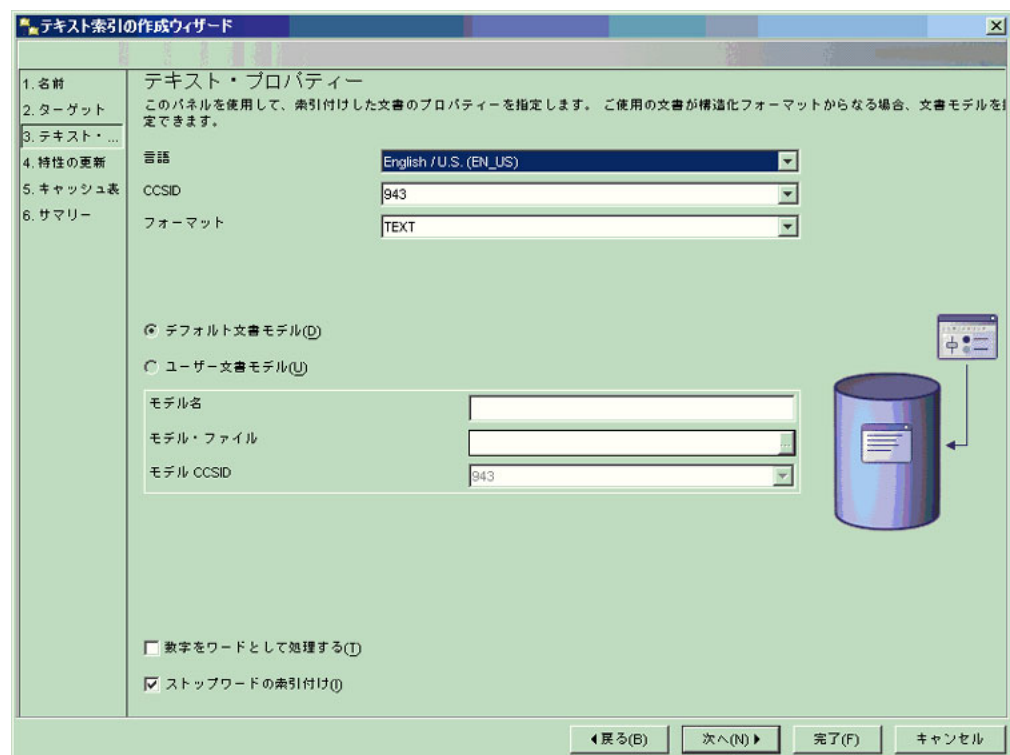 テキスト索引の作成ウィザード
1. 名前
2. ターゲット
3. テキスト・...
4. 特性の更新
5. キャッシュ表
6. サマリー
テキスト・プロパティー
このパネルを使用して、索引付けした文書のプロパティーを指定します。 ご使用の文書が構造化フォーマットからなる場合、文書モデルを
定できます。
言語
English / U.S. (EN_US)
CCSID
943
フォーマット
TEXT
デフォルト文書モデル(D)
ユーザー文書モデル(U)
モデル名
モデル・ファイル
...
モデル CCSID
943
数字をワードとして処理する(T)
ストップワードの索引付け(I)
戻る(B)
次へ(N)
完了(F)
キャンセル